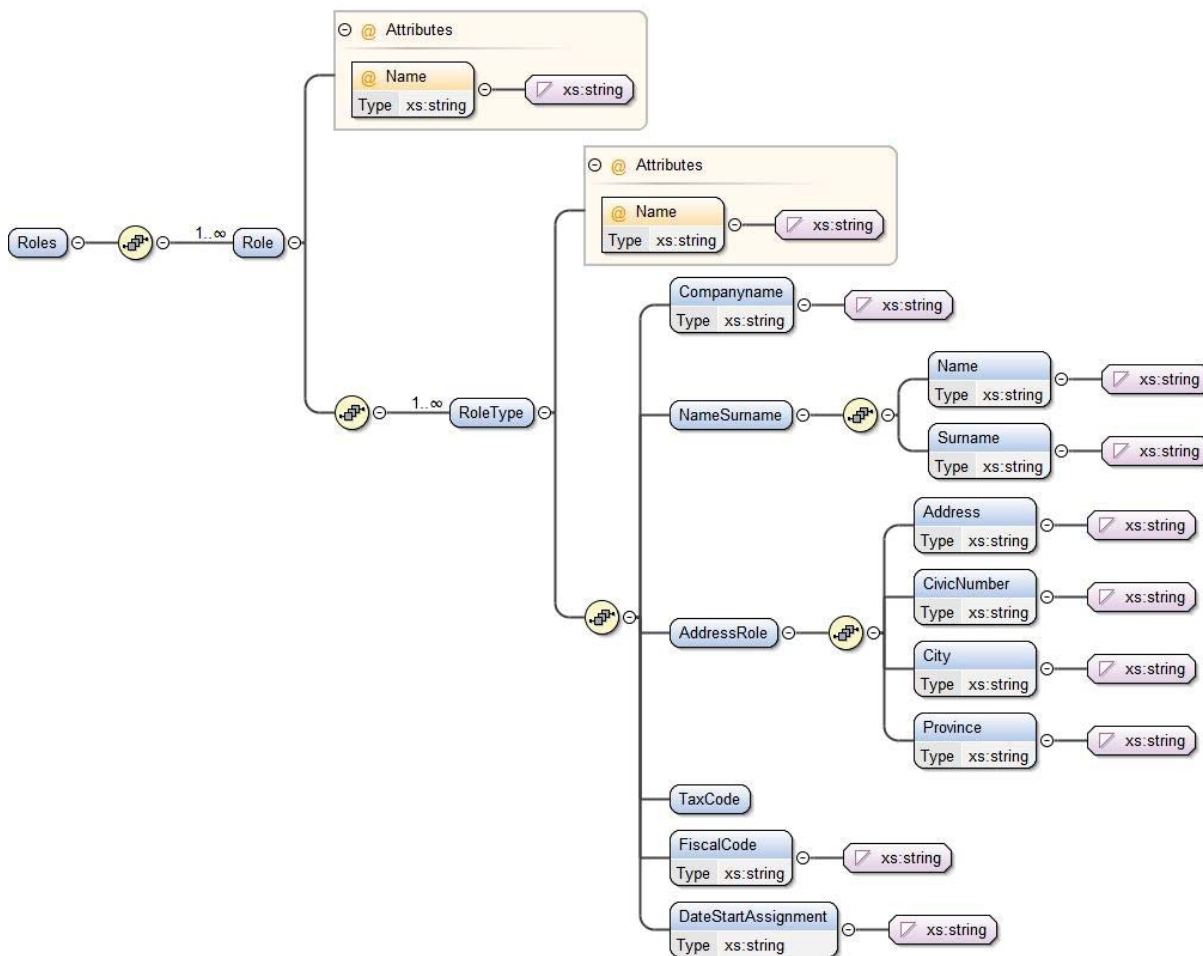 @ Attributes
@ Name
Type xs:string
xs:string
@ Attributes
@ Name
Type xs:string
xs:string
Roles
1..∞
Role
Companyname
Type xs:string
xs:string
Name
Type xs:string
xs:string
1..∞
RoleType
NameSurname
Surname
Type xs:string
xs:string
Address
Type xs:string
xs:string
CivicNumber
Type xs:string
xs:string
AddressRole
City
Type xs:string
xs:string
Province
Type xs:string
xs:string
TaxCode
FiscalCode
Type xs:string
xs:string
DateStartAssignment
Type xs:string
xs:string